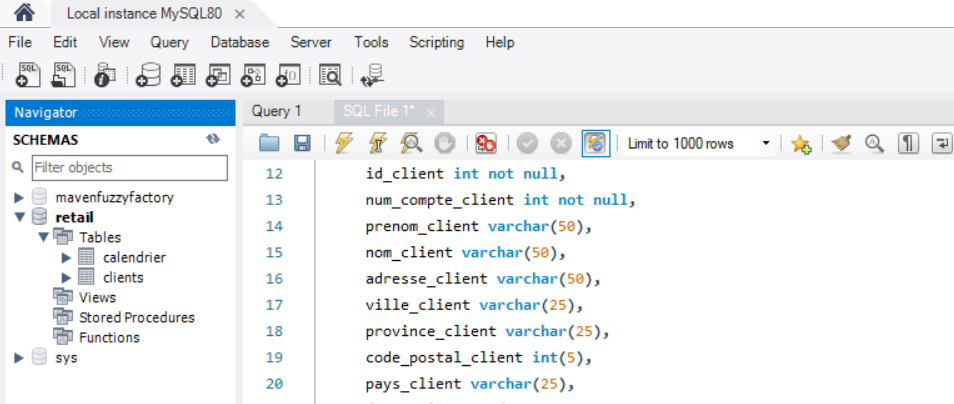 Local instance MySQL80 ×
File Edit View Query Database Server Tools Scripting Help
Navigator
SCHEMAS
Filter objects
mavenfuzzyfactory
retail
Tables
calendrier
clients
Views
Stored Procedures
Functions
sys
Query 1 SQL File 1* ×
Limit to 1000 rows
12 id_client int not null,
13 num_compte_client int not null,
14 prenom_client varchar(50),
15 nom_client varchar(50),
16 adresse_client varchar(50),
17 ville_client varchar(25),
18 province_client varchar(25),
19 code_postal_client int(5),
20 pays_client varchar(25),